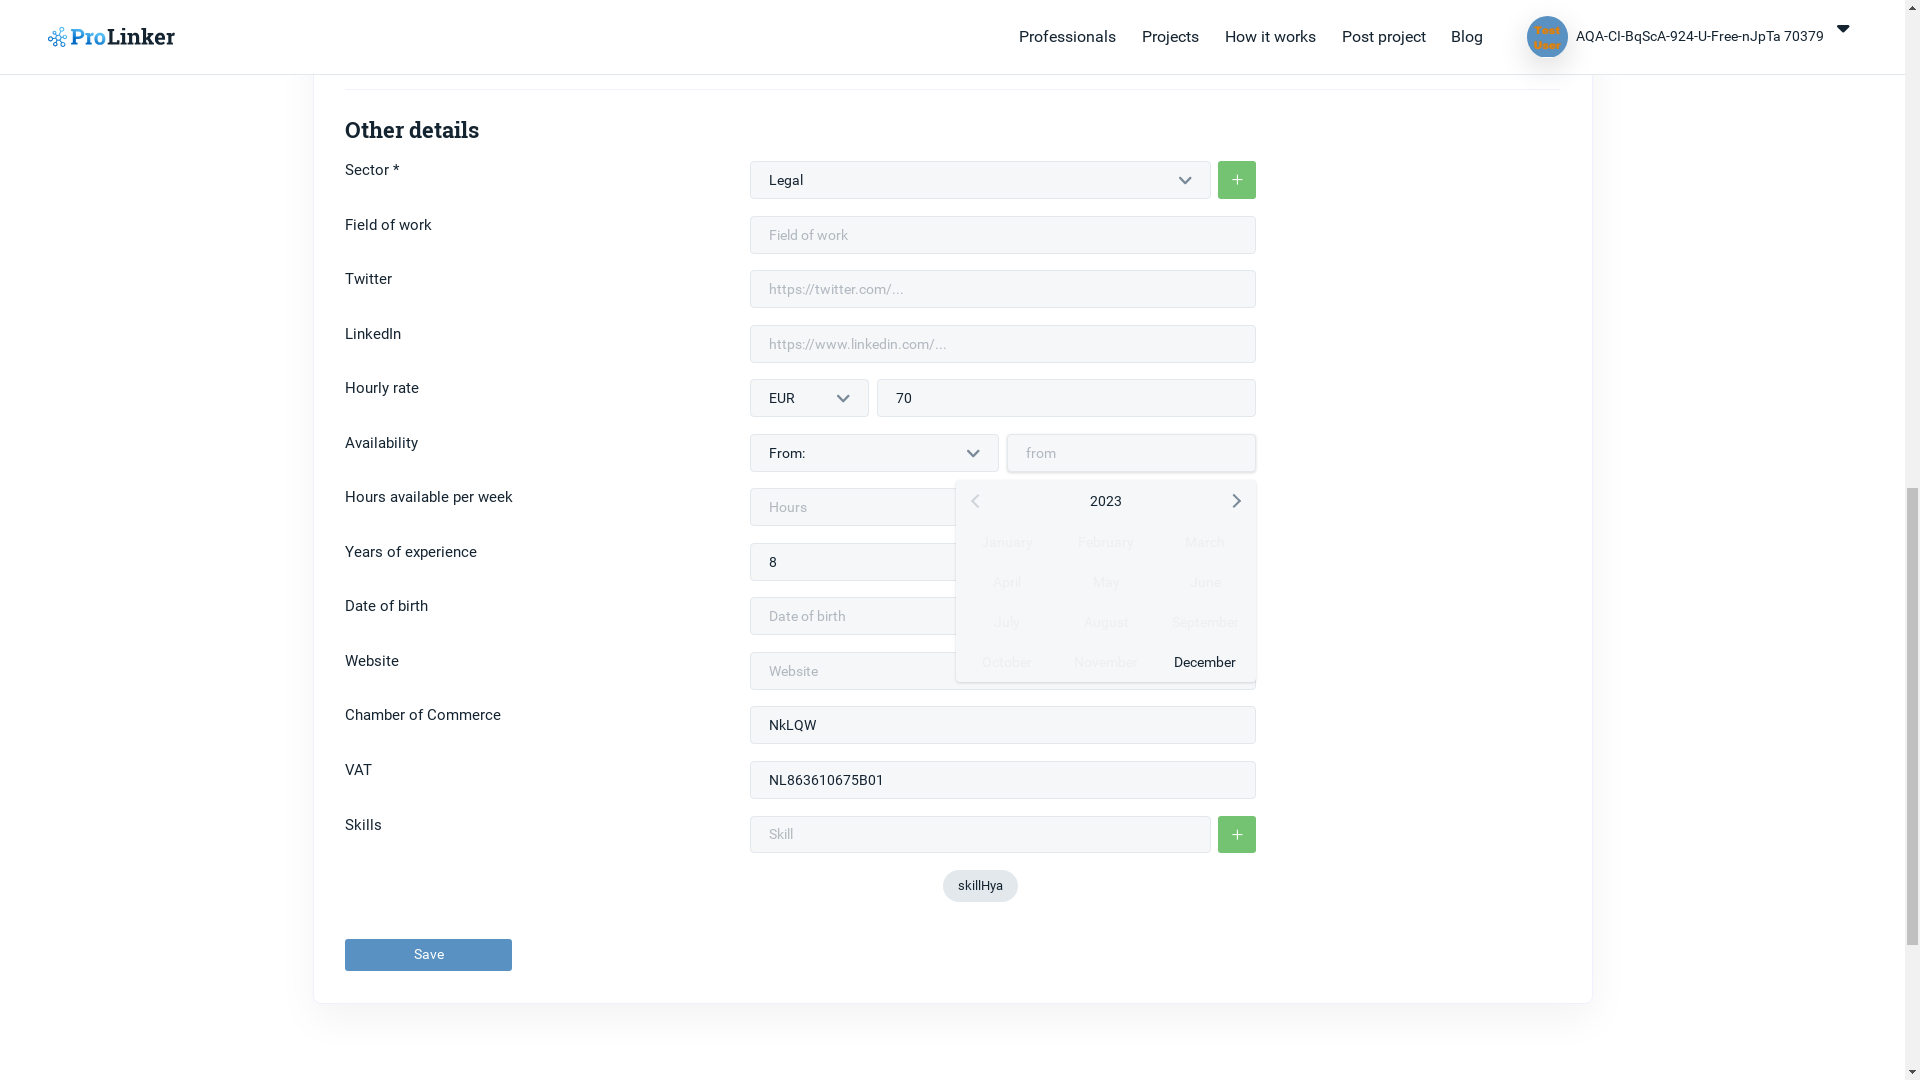 ProLinker
Professionals Projects How it works Post project Blog
Test
User
AQA-CI-BqScA-924-U-Free-nJpTa 70379
Other details
Sector *
Legal
+
Field of work
Field of work
Twitter
https://twitter.com/...
LinkedIn
https://www.linkedin.com/...
Hourly rate
EUR 70
Availability
From: from
Hours available per week
Hours
2023
January February March
April May June
July August September
October November December
Years of experience
8
Date of birth
Date of birth
Website
Website
Chamber of Commerce
NkLQW
VAT
NL863610675B01
Skills
Skill
+
skillHya
Save